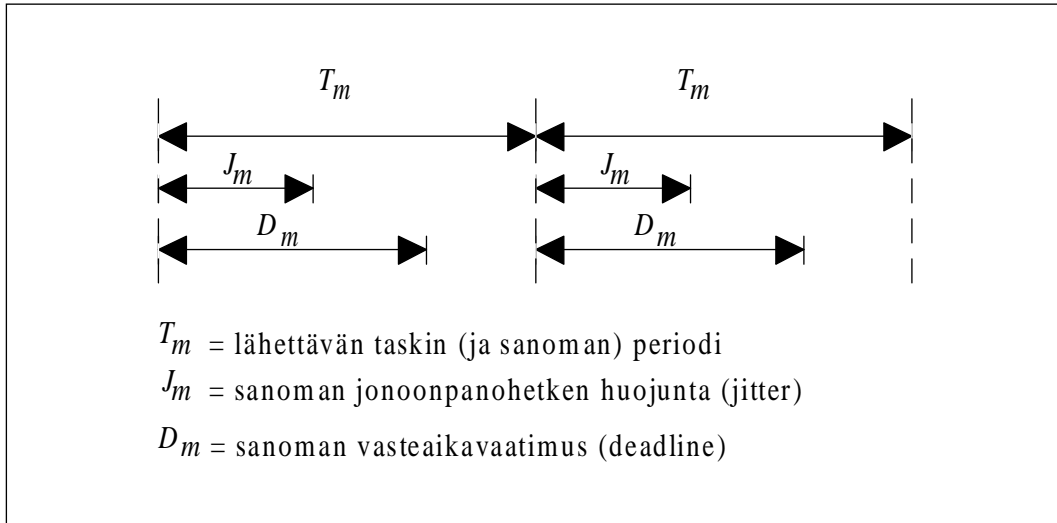 T_m T_m
J_m J_m
D_m D_m
T_m = lähettävän taskin (ja sanoman) periodi
J_m = sanoman jonoonpanohetken huojunta (jitter)
D_m = sanoman vasteaikavaatimus (deadline)